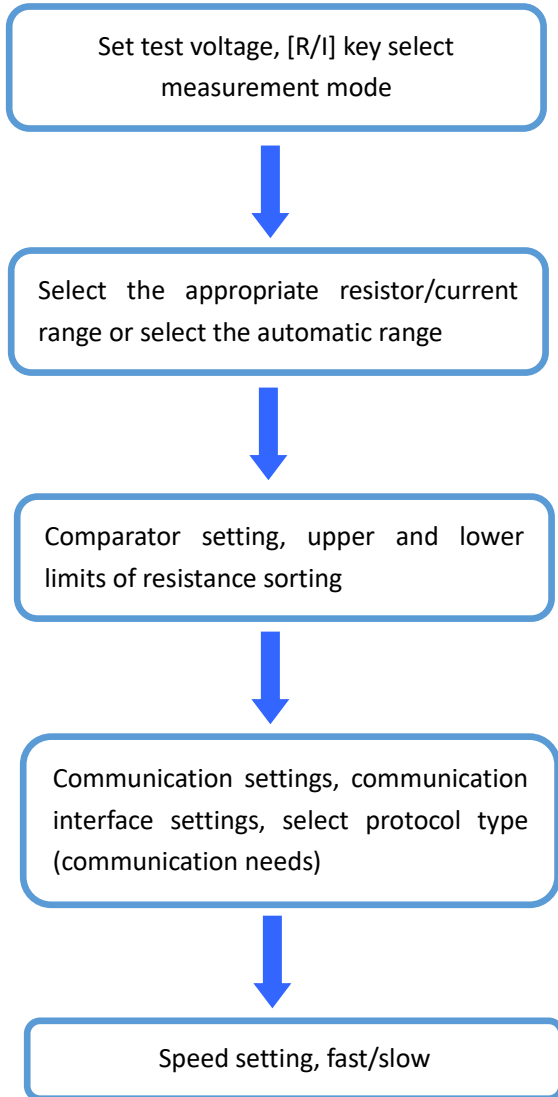 Set test voltage, [R/I] key select
measurement mode
Select the appropriate resistor/current
range or select the automatic range
Comparator setting, upper and lower
limits of resistance sorting
Communication settings, communication
interface settings, select protocol type
(communication needs)
Speed setting, fast/slow